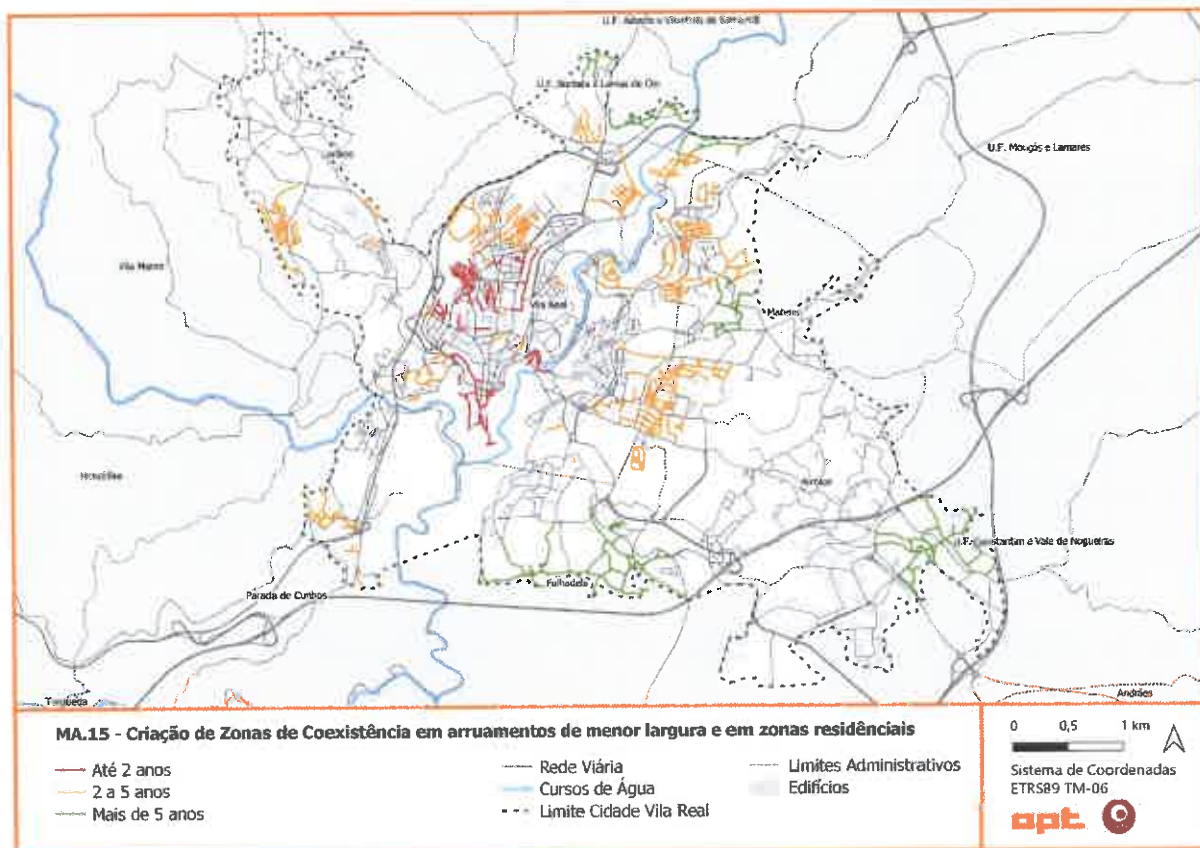 U.F. Mouçós e Lamares
Vila Real
Mateus
Folhadela
Parada de Cunhos
Andrães
MA.15 - Criação de Zonas de Coexistência em arruamentos de menor largura e em zonas residênciais
Até 2 anos
2 a 5 anos
Mais de 5 anos
Rede Viária
Cursos de Água
Limite Cidade Vila Real
Limites Administrativos
Edifícios
0 0,5 1 km
Sistema de Coordenadas
ETRS89 TM-06
opt